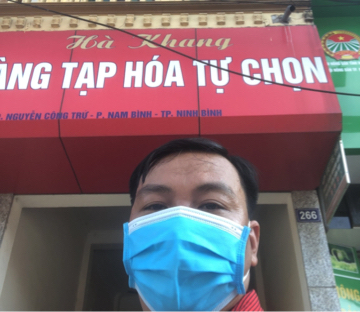 Hà Khang
ÀNG TẠP HÓA TỰ CHỌN
NGUYỄN CÔNG TRỨ - P. NAM BÌNH - TP. NINH BÌNH
266